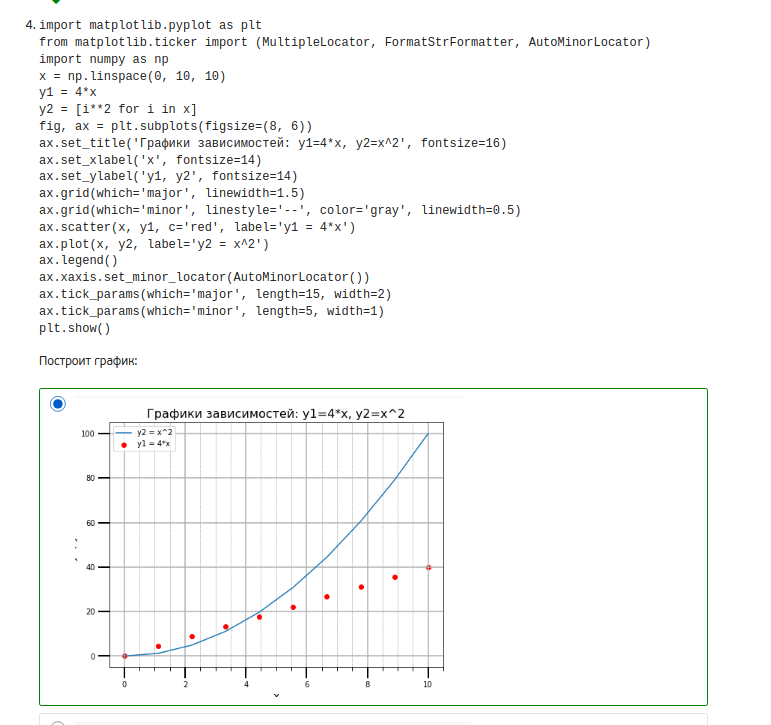 4. import matplotlib.pyplot as plt
from matplotlib.ticker import (MultipleLocator, FormatStrFormatter, AutoMinorLocator)
import numpy as np
x = np.linspace(0, 10, 10)
y1 = 4*x
y2 = [i**2 for i in x]
fig, ax = plt.subplots(figsize=(8, 6))
ax.set_title('Графики зависимостей: y1=4*x, y2=x^2', fontsize=16)
ax.set_xlabel('x', fontsize=14)
ax.set_ylabel('y1, y2', fontsize=14)
ax.grid(which='major', linewidth=1.5)
ax.grid(which='minor', linestyle='--', color='gray', linewidth=0.5)
ax.scatter(x, y1, c='red', label='y1 = 4*x')
ax.plot(x, y2, label='y2 = x^2')
ax.legend()
ax.xaxis.set_minor_locator(AutoMinorLocator())
ax.tick_params(which='major', length=15, width=2)
ax.tick_params(which='minor', length=5, width=1)
plt.show()
Построит график:
Графики зависимостей: y1=4*x, y2=x^2
y2 = x^2
y1 = 4*x
100
80
60
40
20
0
0 2 4 6 8 10